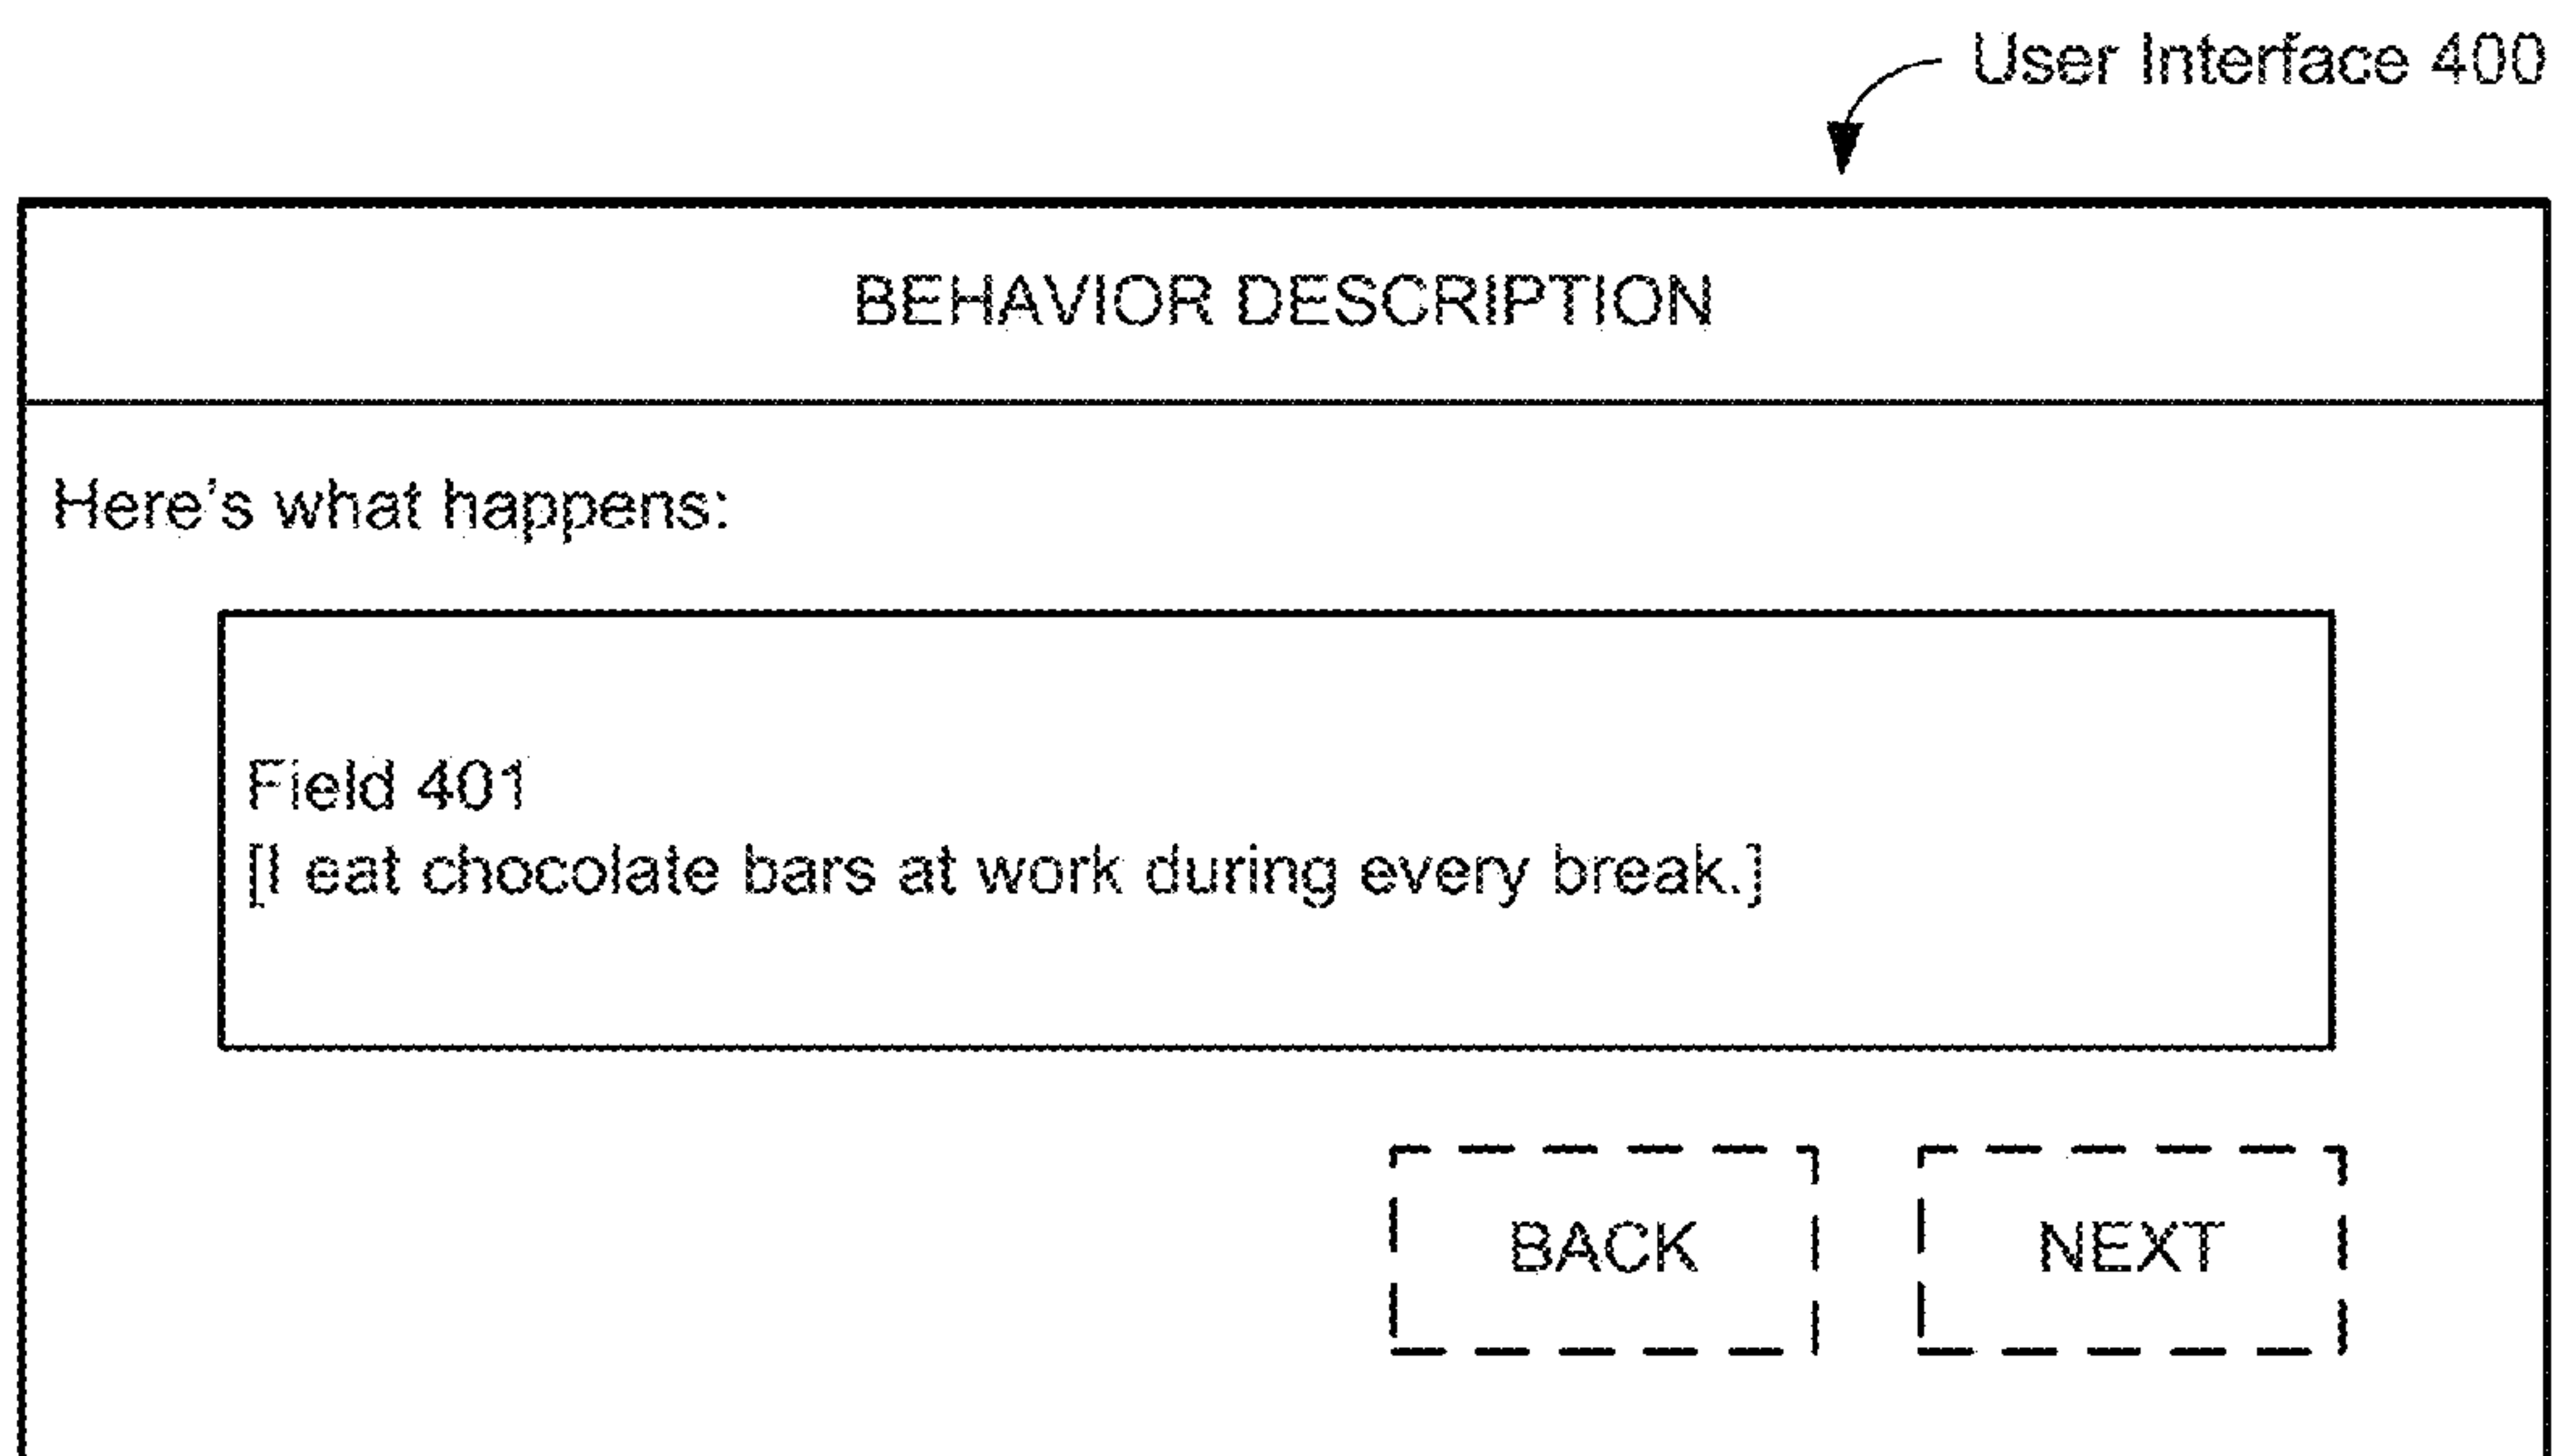 User Interface 400
BEHAVIOR DESCRIPTION
Here's what happens:
Field 401
[I eat chocolate bars at work during every break.]
BACK
NEXT